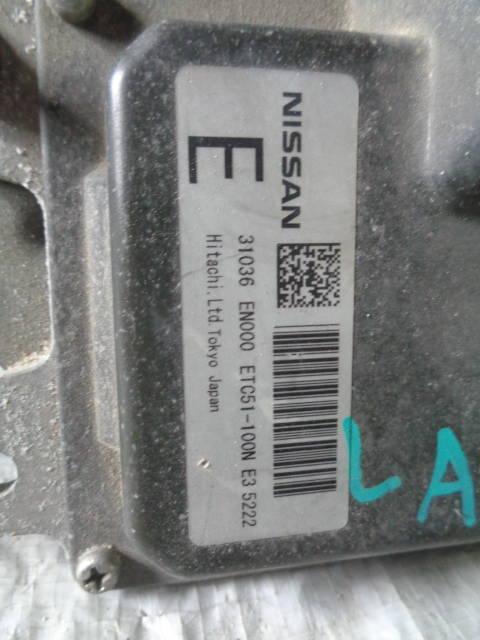 NISSAN
E
31036 EN000 ETC51-100N E3 5222
Hitachi.Ltd.Tokyo Japan
LA